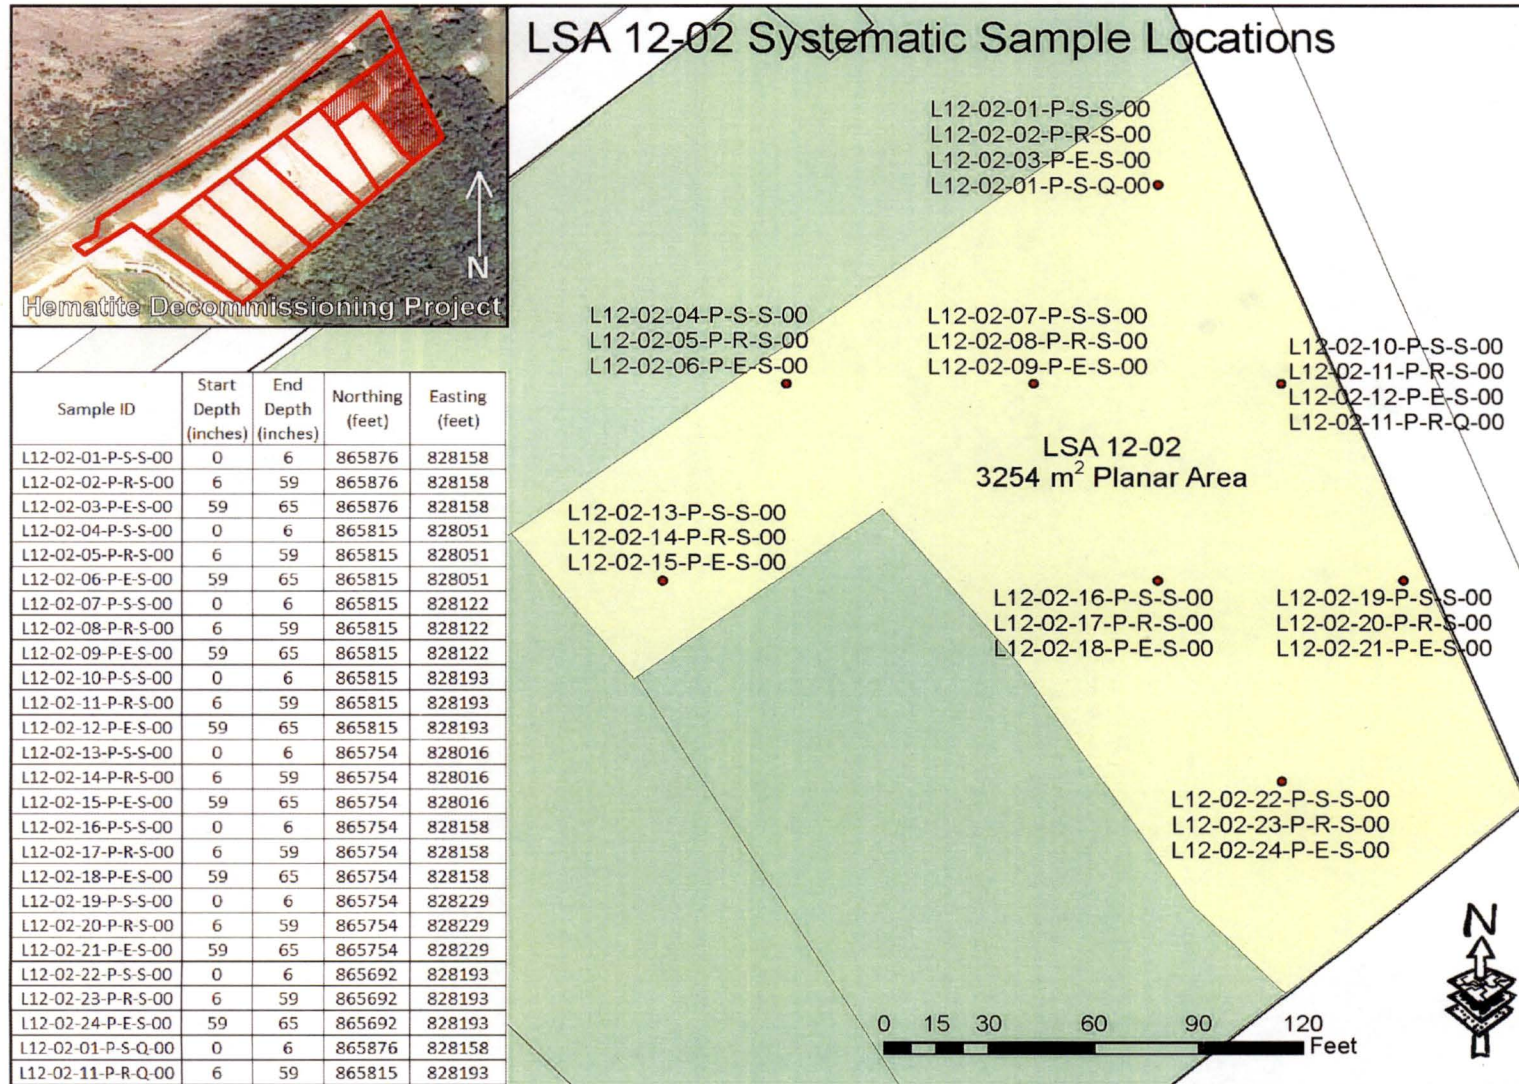 LSA 12-02 Systematic Sample Locations
N
Hematite Decommissioning Project
L12-02-01-P-S-S-00
L12-02-02-P-R-S-00
L12-02-03-P-E-S-00
L12-02-01-P-S-Q-00
L12-02-04-P-S-S-00
L12-02-05-P-R-S-00
L12-02-06-P-E-S-00
L12-02-07-P-S-S-00
L12-02-08-P-R-S-00
L12-02-09-P-E-S-00
L12-02-10-P-S-S-00
L12-02-11-P-R-S-00
L12-02-12-P-E-S-00
L12-02-11-P-R-Q-00
LSA 12-02
3254 m² Planar Area
L12-02-13-P-S-S-00
L12-02-14-P-R-S-00
L12-02-15-P-E-S-00
L12-02-16-P-S-S-00
L12-02-17-P-R-S-00
L12-02-18-P-E-S-00
L12-02-19-P-S-S-00
L12-02-20-P-R-S-00
L12-02-21-P-E-S-00
L12-02-22-P-S-S-00
L12-02-23-P-R-S-00
L12-02-24-P-E-S-00
Sample ID Start Depth (inches) End Depth (inches) Northing (feet) Easting (feet)
L12-02-01-P-S-S-00 0 6 865876 828158
L12-02-02-P-R-S-00 6 59 865876 828158
L12-02-03-P-E-S-00 59 65 865876 828158
L12-02-04-P-S-S-00 0 6 865815 828051
L12-02-05-P-R-S-00 6 59 865815 828051
L12-02-06-P-E-S-00 59 65 865815 828051
L12-02-07-P-S-S-00 0 6 865815 828122
L12-02-08-P-R-S-00 6 59 865815 828122
L12-02-09-P-E-S-00 59 65 865815 828122
L12-02-10-P-S-S-00 0 6 865815 828193
L12-02-11-P-R-S-00 6 59 865815 828193
L12-02-12-P-E-S-00 59 65 865815 828193
L12-02-13-P-S-S-00 0 6 865754 828016
L12-02-14-P-R-S-00 6 59 865754 828016
L12-02-15-P-E-S-00 59 65 865754 828016
L12-02-16-P-S-S-00 0 6 865754 828158
L12-02-17-P-R-S-00 6 59 865754 828158
L12-02-18-P-E-S-00 59 65 865754 828158
L12-02-19-P-S-S-00 0 6 865754 828229
L12-02-20-P-R-S-00 6 59 865754 828229
L12-02-21-P-E-S-00 59 65 865754 828229
L12-02-22-P-S-S-00 0 6 865692 828193
L12-02-23-P-R-S-00 6 59 865692 828193
L12-02-24-P-E-S-00 59 65 865692 828193
L12-02-01-P-S-Q-00 0 6 865876 828158
L12-02-11-P-R-Q-00 6 59 865815 828193
N
0 15 30 60 90 120
Feet